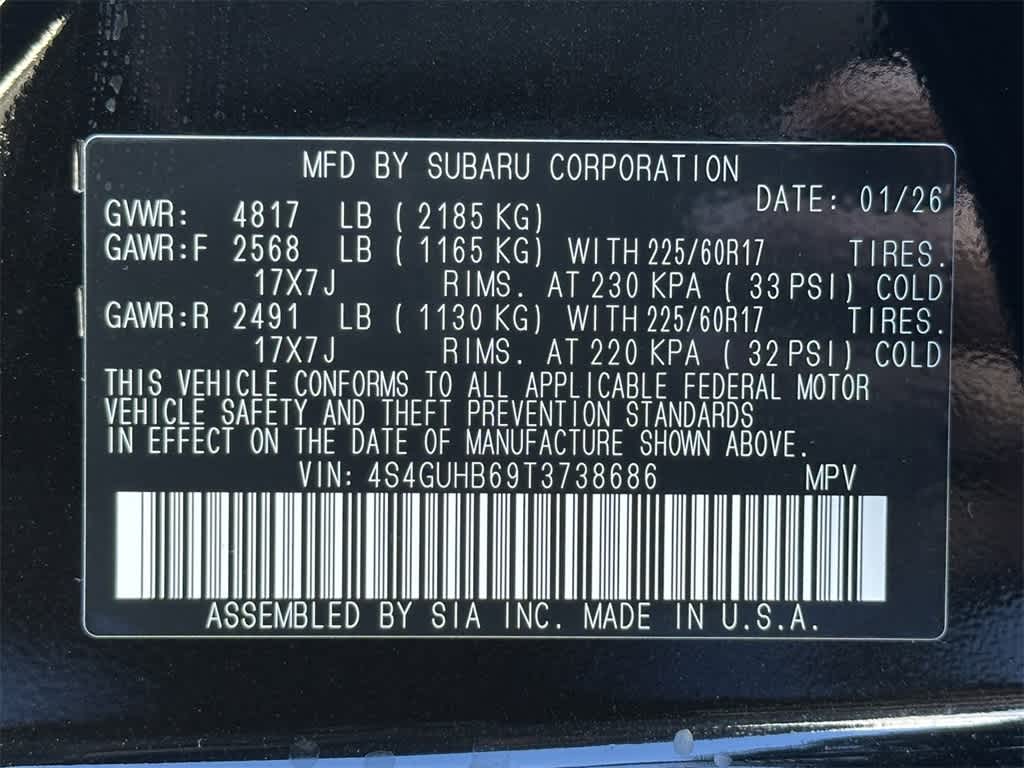 MFD BY SUBARU CORPORATION
DATE: 01/26
GVWR: 4817 LB ( 2185 KG)
GAWR:F 2568 LB ( 1165 KG) WITH 225/60R17 TIRES.
17X7J RIMS. AT 230 KPA ( 33 PSI) COLD
GAWR:R 2491 LB ( 1130 KG) WITH 225/60R17 TIRES.
17X7J RIMS. AT 220 KPA ( 32 PSI) COLD
THIS VEHICLE CONFORMS TO ALL APPLICABLE FEDERAL MOTOR
VEHICLE SAFETY AND THEFT PREVENTION STANDARDS
IN EFFECT ON THE DATE OF MANUFACTURE SHOWN ABOVE.
VIN: 4S4GUHB69T3738686 MPV
ASSEMBLED BY SIA INC. MADE IN U.S.A.